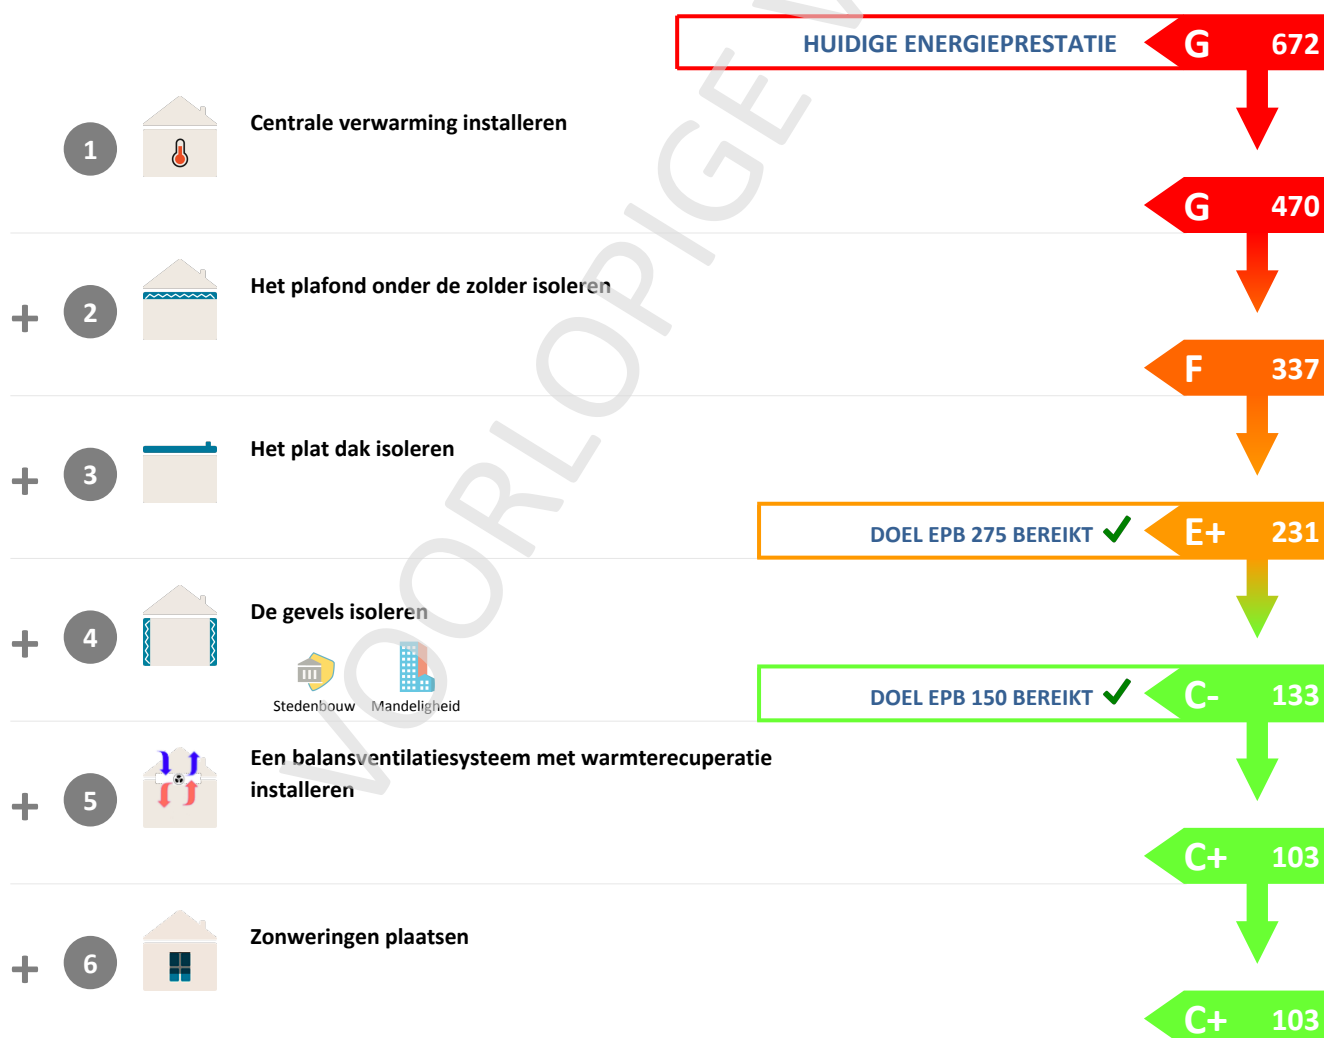 HUIDIGE ENERGIEPRESTATIE G 672
1 Centrale verwarming installeren
G 470
+ 2 Het plafond onder de zolder isoleren
F 337
+ 3 Het plat dak isoleren
DOEL EPB 275 BEREIKT E+ 231
+ 4 De gevels isoleren
Stedenbouw Mandeligheid
DOEL EPB 150 BEREIKT C- 133
+ 5 Een balansventilatiesysteem met warmterecuperatie
installeren
C+ 103
+ 6 Zonweringen plaatsen
C+ 103
VOORLOPIGE V